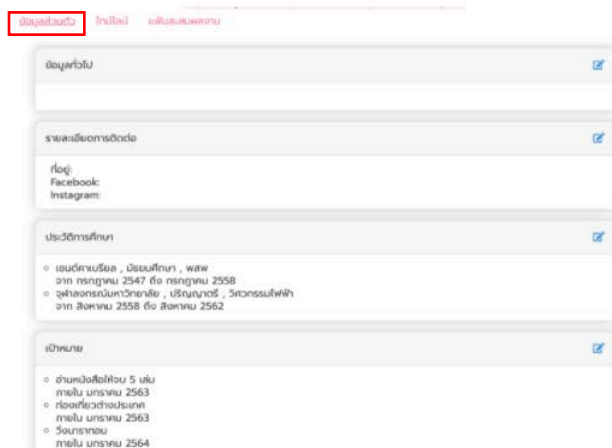 ข้อมูลส่วนตัว ไทม์ไลน์ แฟ้มสะสมผลงาน
ข้อมูลทั่วไป
รายละเอียดการติดต่อ
ที่อยู่:
Facebook:
Instagram:
ประวัติการศึกษา
เซนต์คาเบรียล , มัธยมศึกษา , พสพ
จาก กรกฎาคม 2547 ถึง กรกฎาคม 2558
จุฬาลงกรณ์มหาวิทยาลัย , ปริญญาตรี , วิศวกรรมไฟฟ้า
จาก สิงหาคม 2558 ถึง สิงหาคม 2562
เป้าหมาย
อ่านหนังสือให้จบ 5 เล่ม
ภายใน มกราคม 2563
ท่องเที่ยวต่างประเทศ
ภายใน มกราคม 2563
วิ่งมาราทอน
ภายใน มกราคม 2564